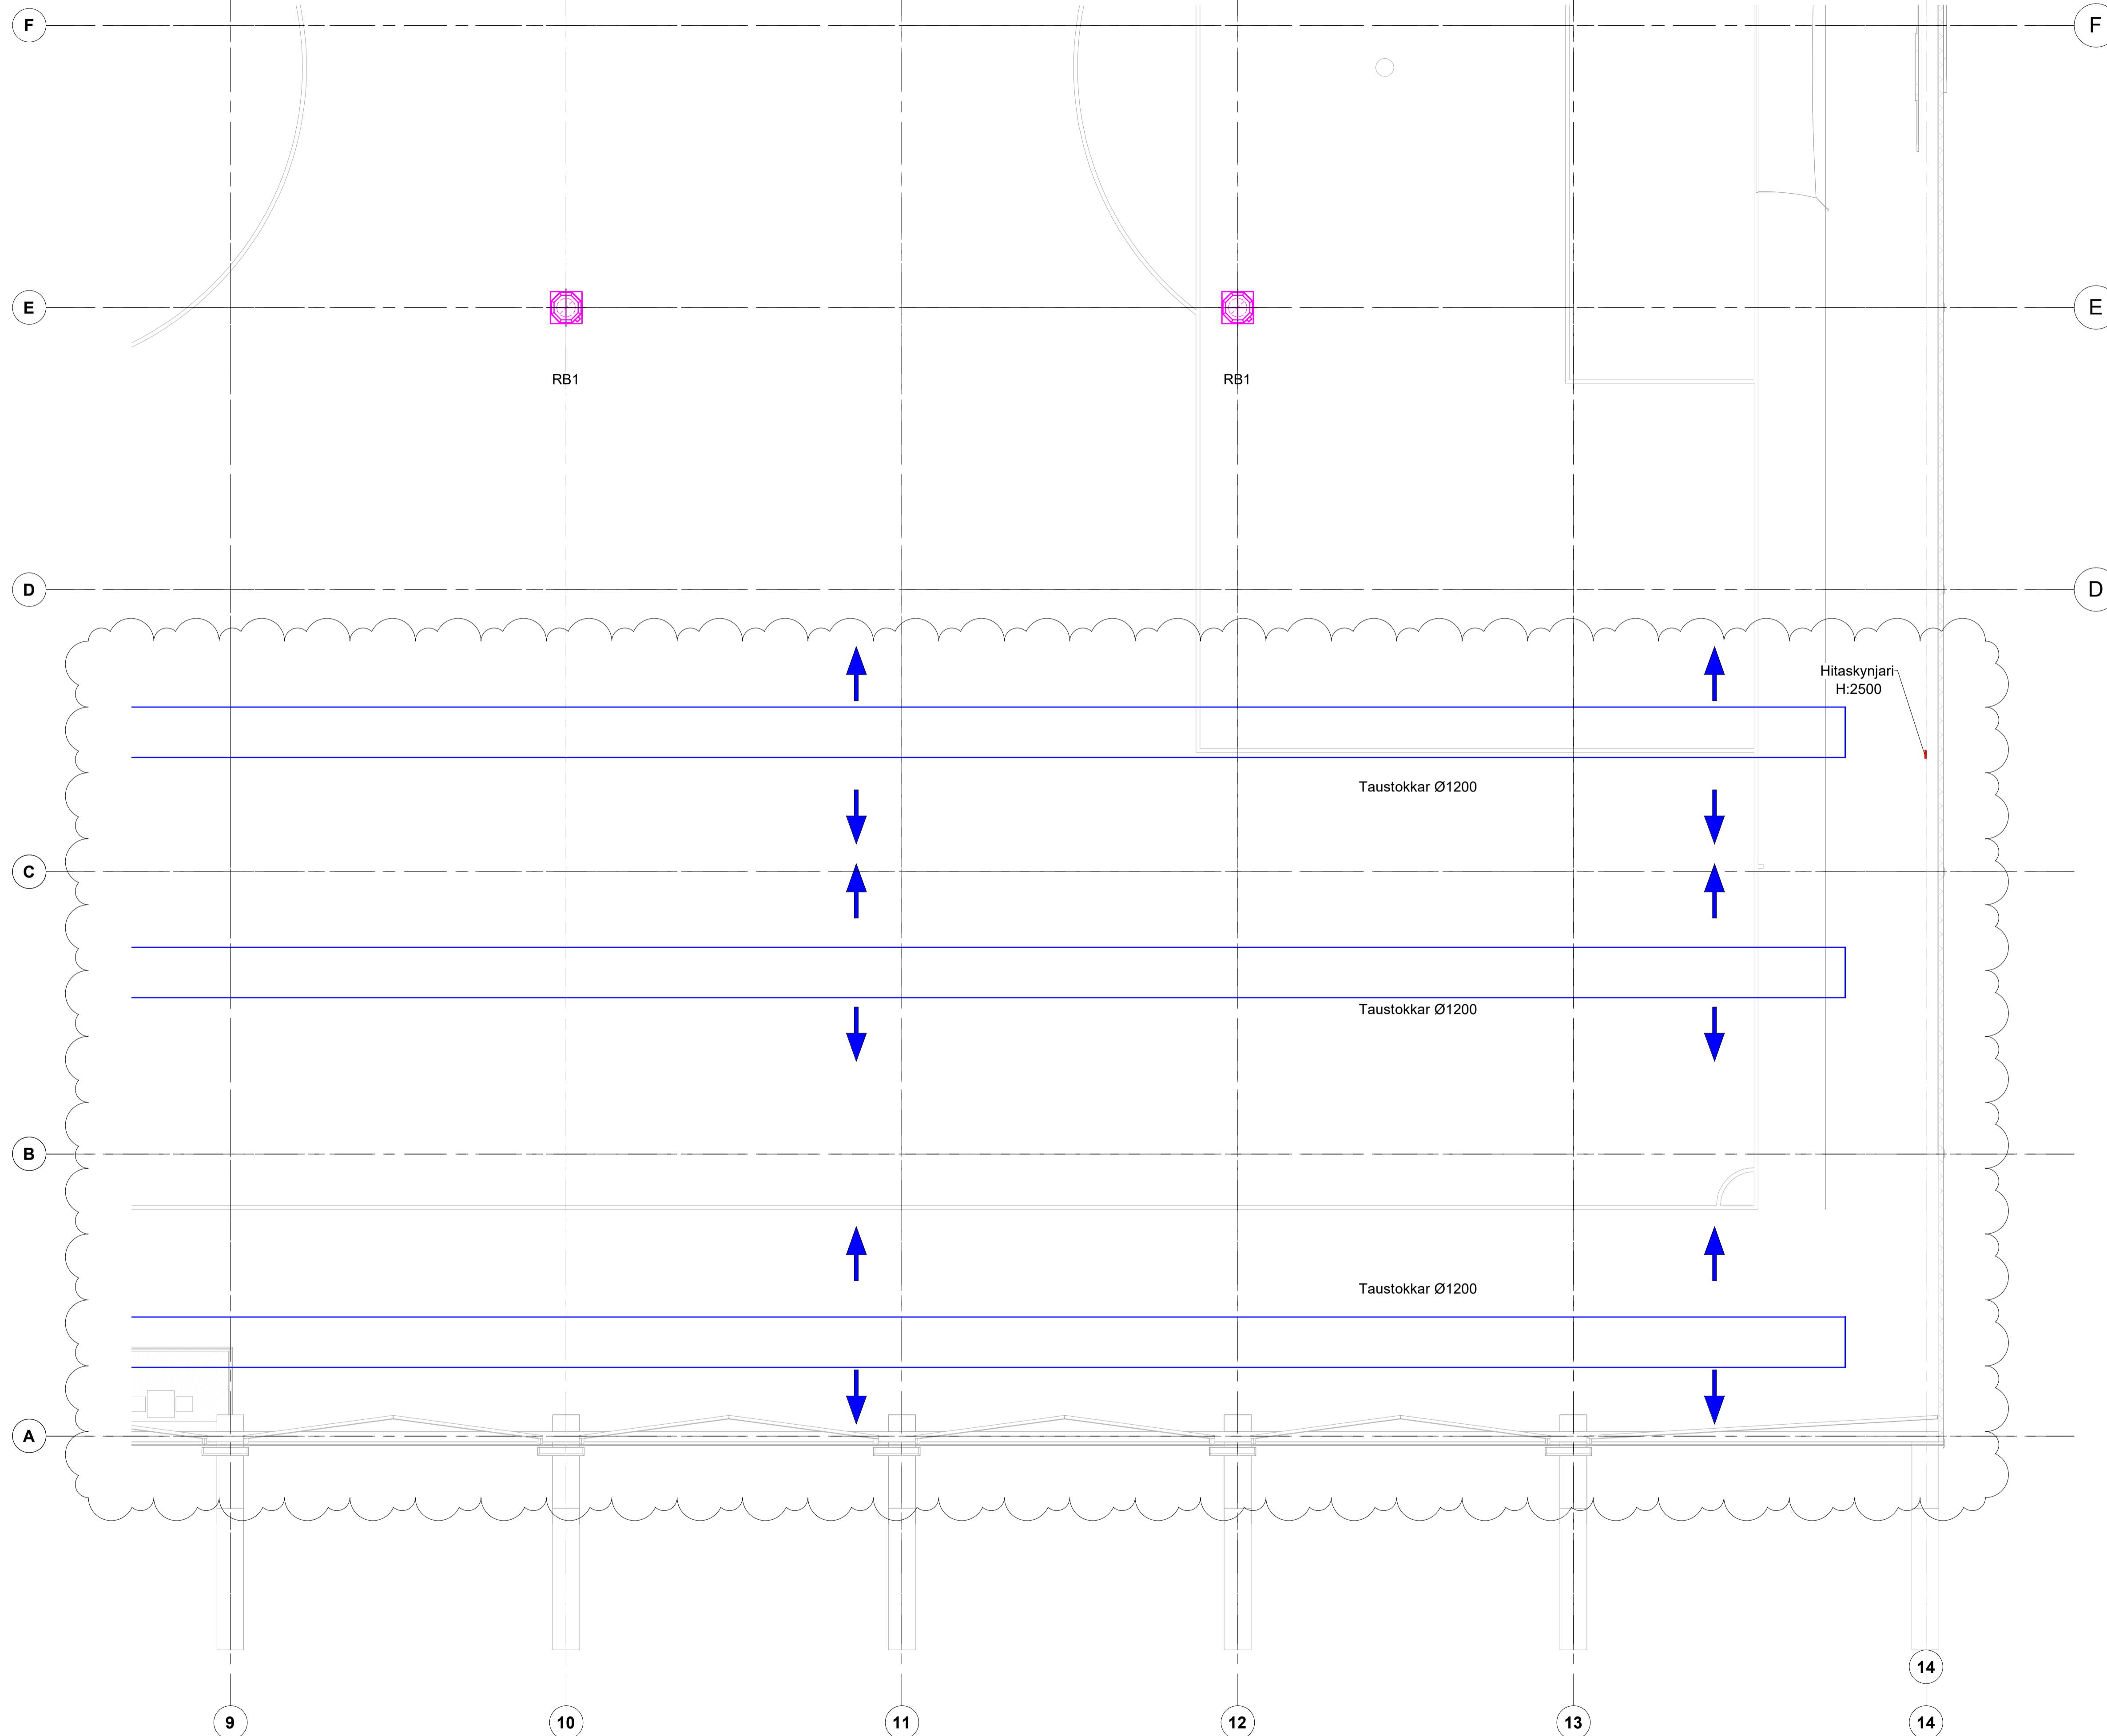 F
F
E
E
RB1
RB1
D
D
Hitaskynjari
H:2500
Taustokkar Ø1200
C
Taustokkar Ø1200
B
Taustokkar Ø1200
A
14
9
10
11
12
13
14